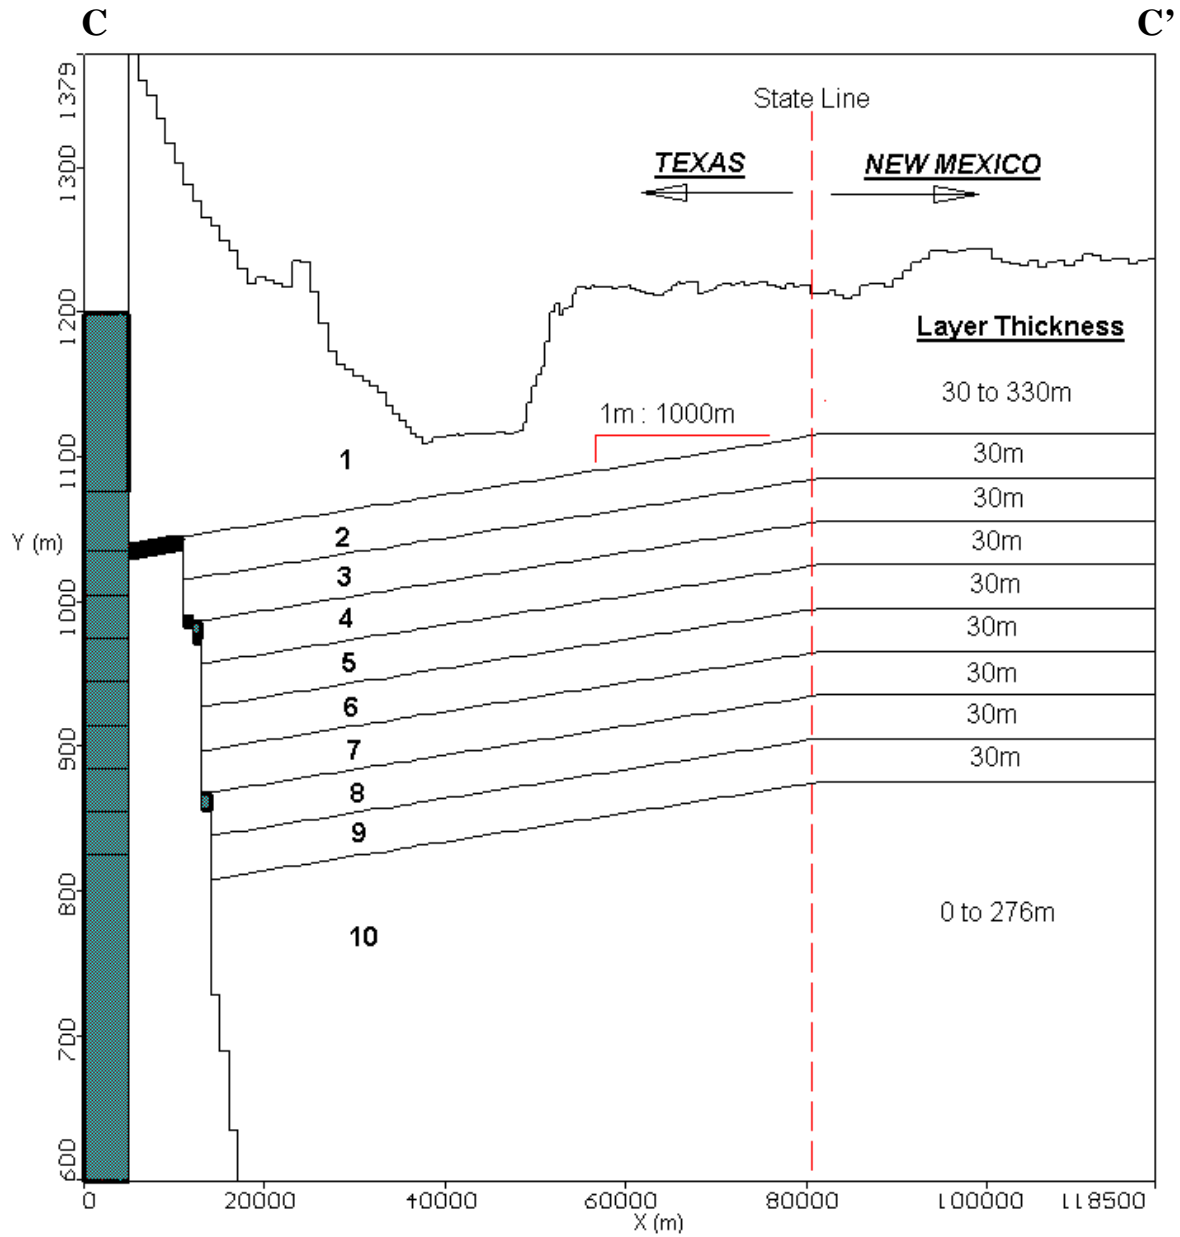 C C’
State Line
TEXAS NEW MEXICO
Layer Thickness
30 to 330m
1m : 1000m
1
30m
2
30m
3
30m
4
30m
5
30m
6
30m
7
30m
8
30m
9
10
0 to 276m
Y (m)
1379
1300
1200
1100
1000
900
800
700
600
0 20000 40000 60000 80000 100000 118500
X (m)